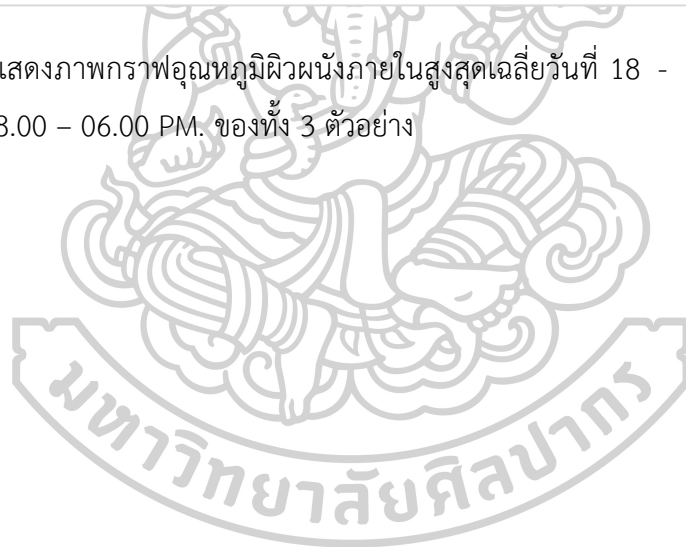 แสดงภาพกราฟอุณหภูมิผิวผนังภายในสูงสุดเฉลี่ยวันที่ 18 -
8.00 – 06.00 PM. ของทั้ง 3 ตัวอย่าง
มหาวิทยาลัยศิลปากร